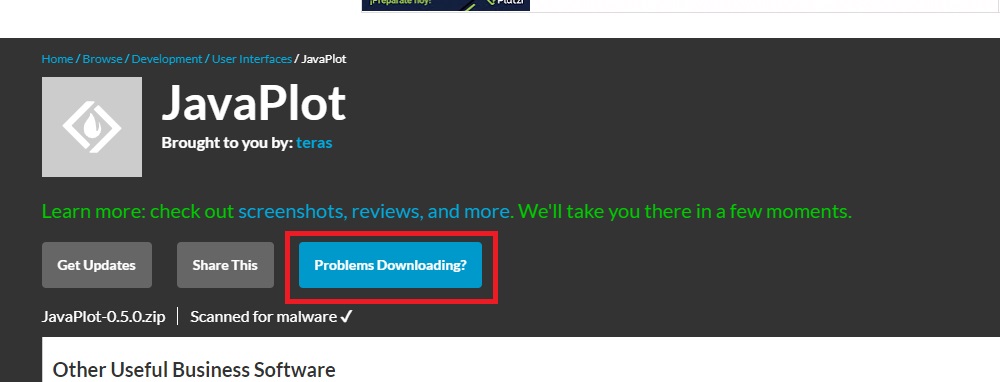 ¡Prepárate hoy!
Platzi
Home / Browse / Development / User Interfaces / JavaPlot
JavaPlot
Brought to you by: teras
Learn more: check out screenshots, reviews, and more. We'll take you there in a few moments.
Get Updates
Share This
Problems Downloading?
JavaPlot-0.5.0.zip
Scanned for malware ✓
Other Useful Business Software